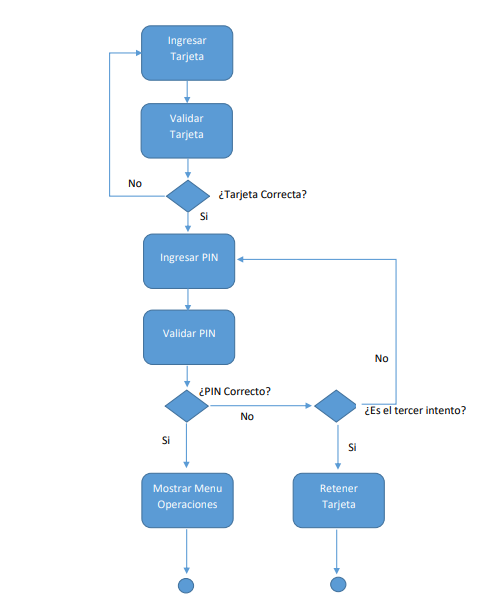 Ingresar
Tarjeta
Validar
Tarjeta
No
¿Tarjeta Correcta?
Si
Ingresar PIN
Validar PIN
No
¿PIN Correcto?
No
¿Es el tercer intento?
Si
Si
Mostrar Menu
Operaciones
Retener
Tarjeta